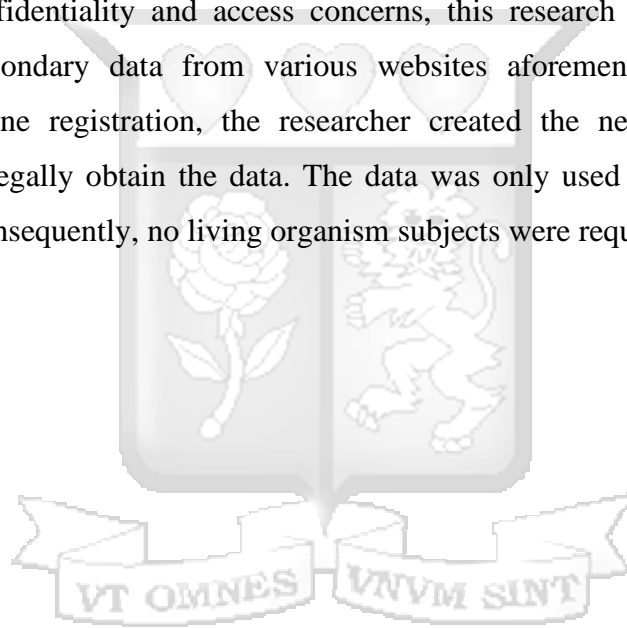 fidentiality and access concerns, this research
ondary data from various websites aforemen
ne registration, the researcher created the ne
egally obtain the data. The data was only used
nsequently, no living organism subjects were requ
VT OMNES VNVM SINT